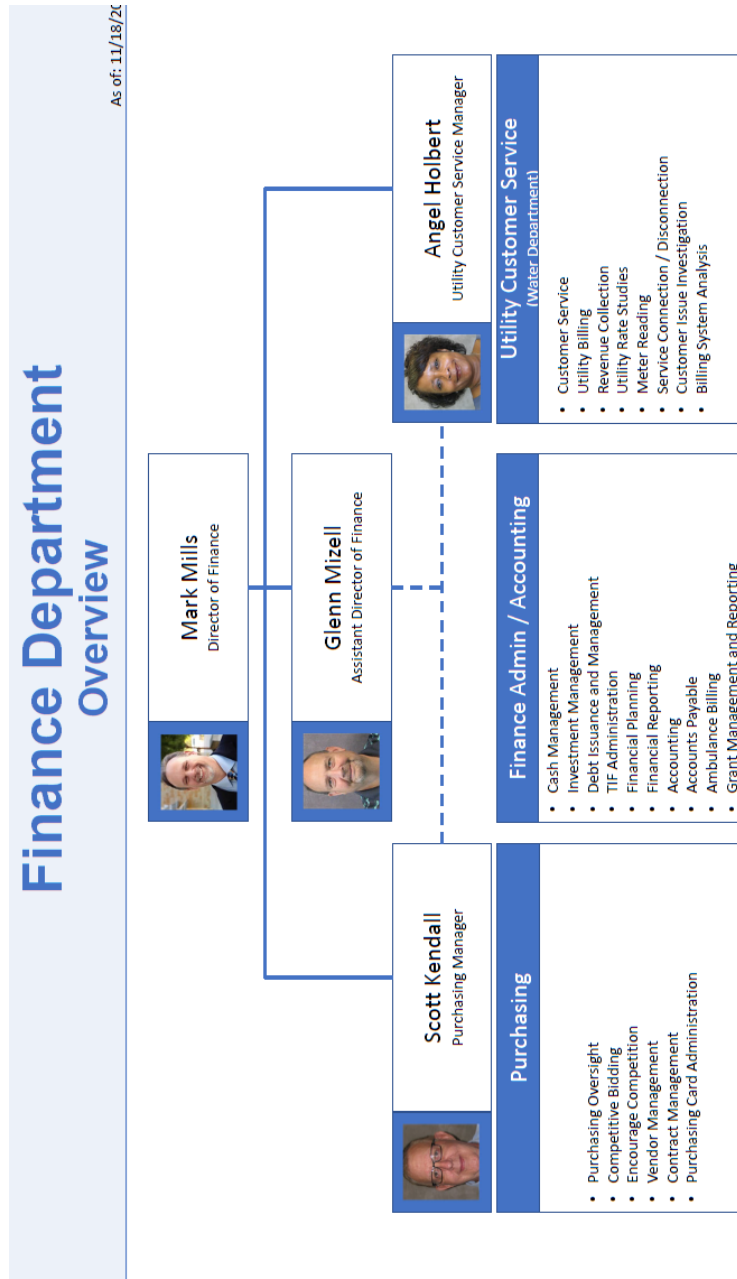 Finance Department
Overview
As of: 11/18/20
Mark Mills
Director of Finance
Glenn Mizell
Assistant Director of Finance
Scott Kendall
Purchasing Manager
Angel Holbert
Utility Customer Service Manager
Purchasing
• Purchasing Oversight
• Competitive Bidding
• Encourage Competition
• Vendor Management
• Contract Management
• Purchasing Card Administration
Finance Admin / Accounting
• Cash Management
• Investment Management
• Debt Issuance and Management
• TIF Administration
• Financial Planning
• Financial Reporting
• Accounting
• Accounts Payable
• Ambulance Billing
• Grant Management and Reporting
Utility Customer Service
(Water Department)
• Customer Service
• Utility Billing
• Revenue Collection
• Utility Rate Studies
• Meter Reading
• Service Connection / Disconnection
• Customer Issue Investigation
• Billing System Analysis